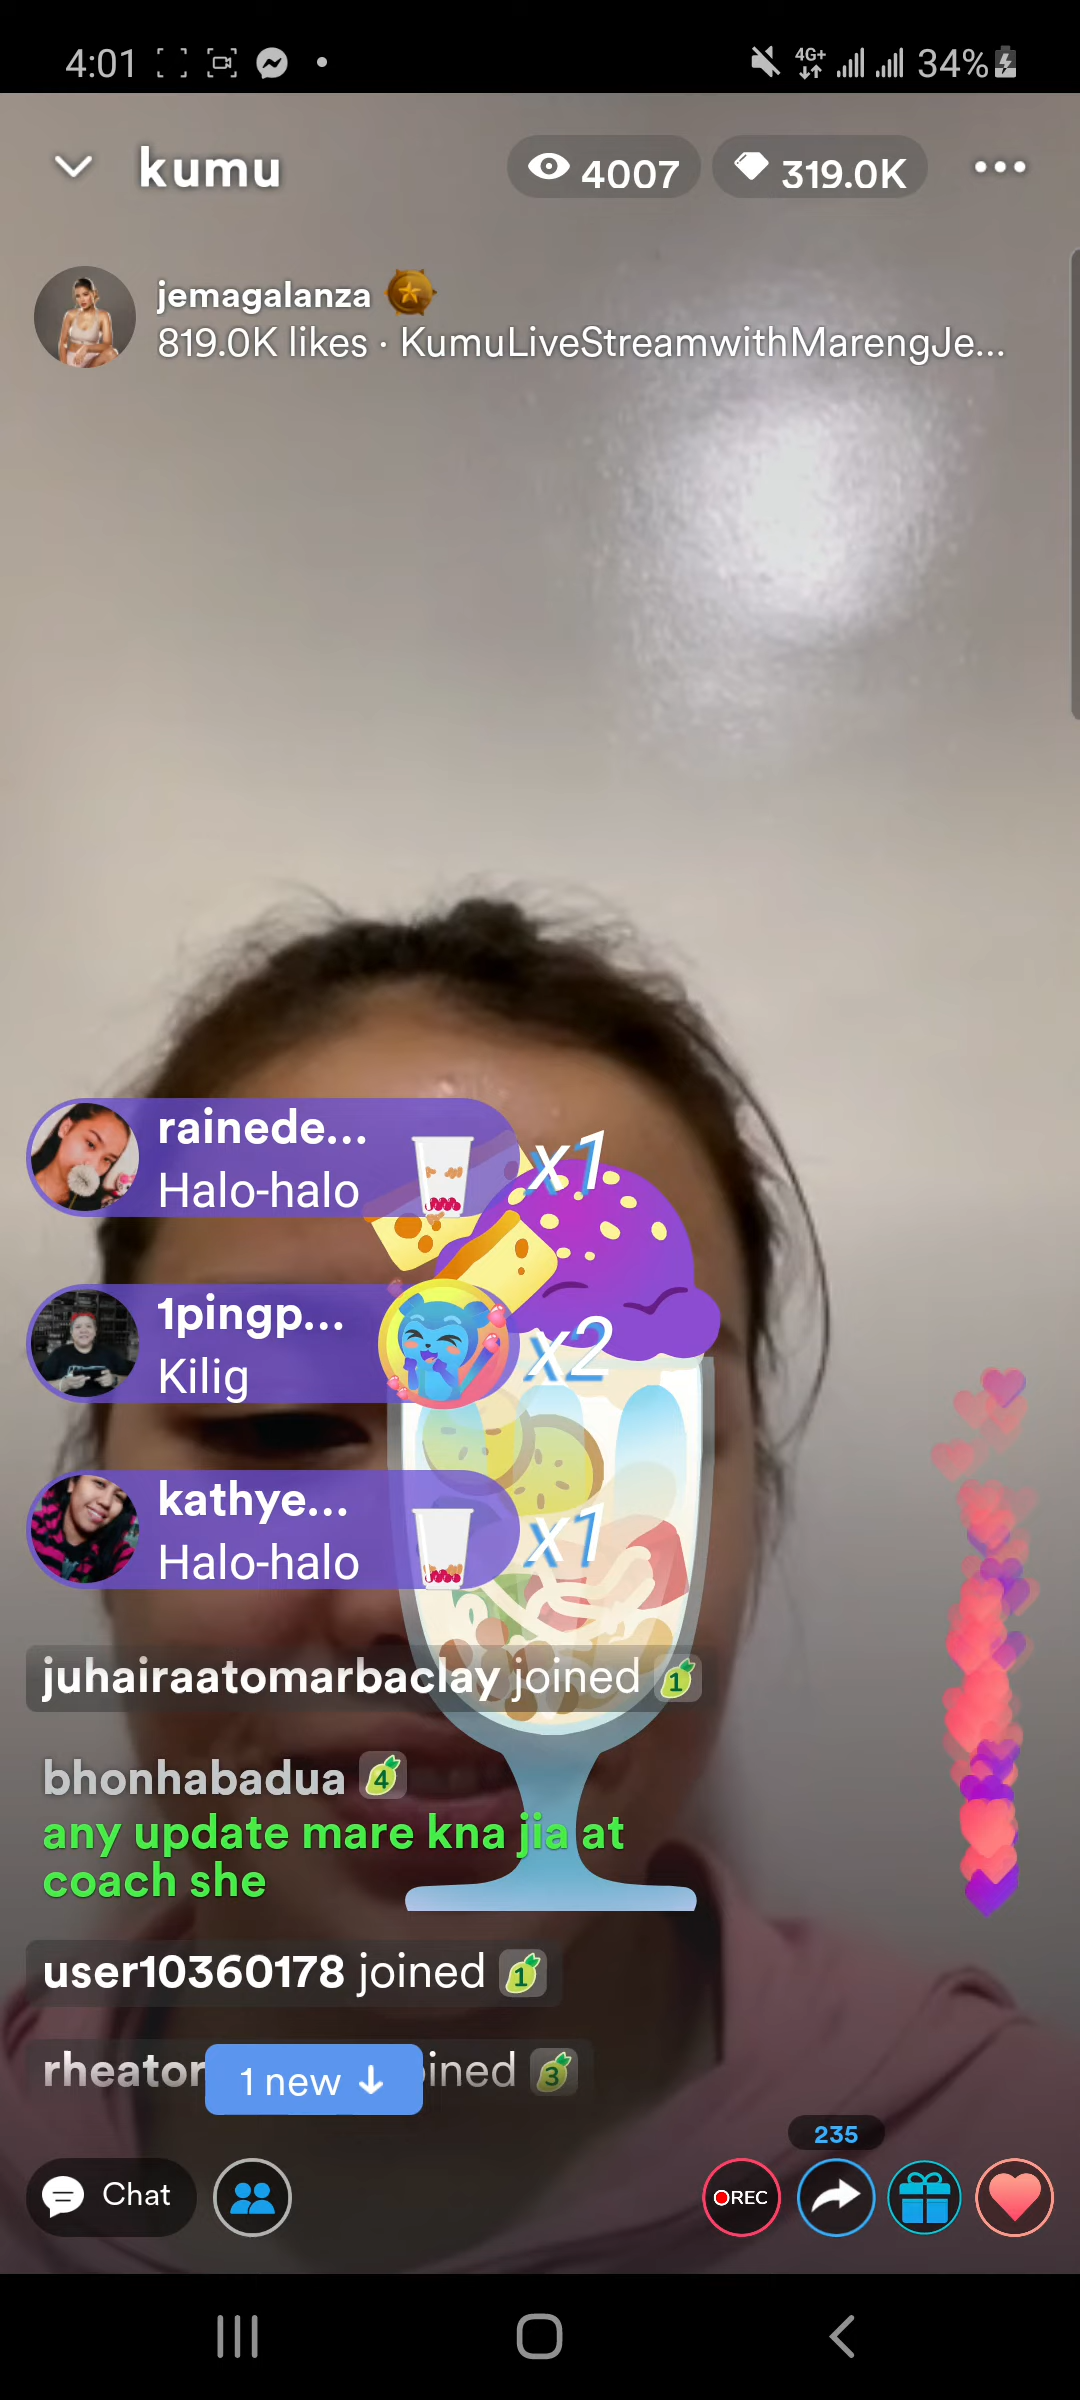 4:01 4G+ 34%
kumu 4007 319.0K
jemagalanza
819.0K likes · KumuLiveStreamwithMarengJe...
rainede... x1
Halo-halo
1pingp... x2
Kilig
kathye... x1
Halo-halo
juhairaatomarbaclay joined 1
bhonhabadua 4
any update mare kna jia at
coach she
user10360178 joined 1
3
1 new
235
Chat REC